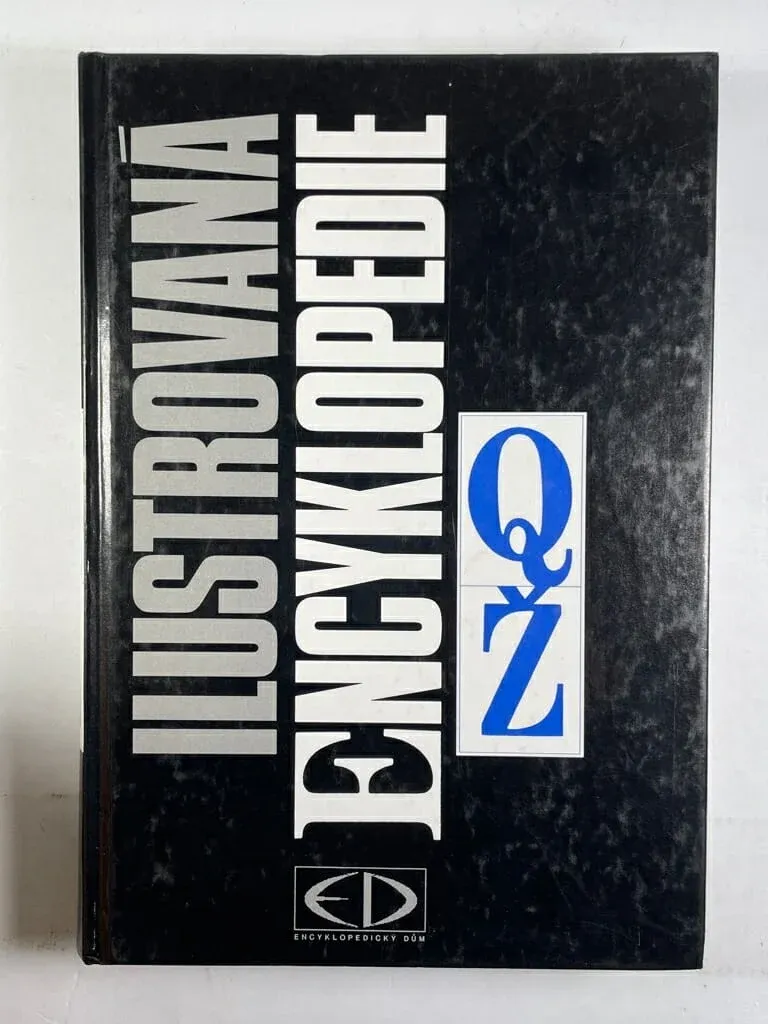 ILUSTROVANÁ
ENCYKLOPEDIE
Q
Ž
ED
ENCYKLOPEDICKÝ DŮM